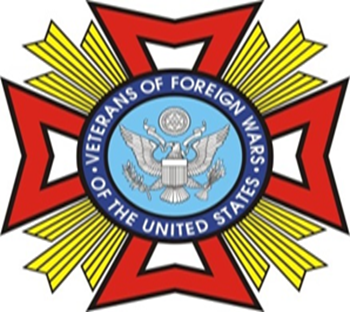 VETERANS OF FOREIGN WARS
OF THE UNITED STATES